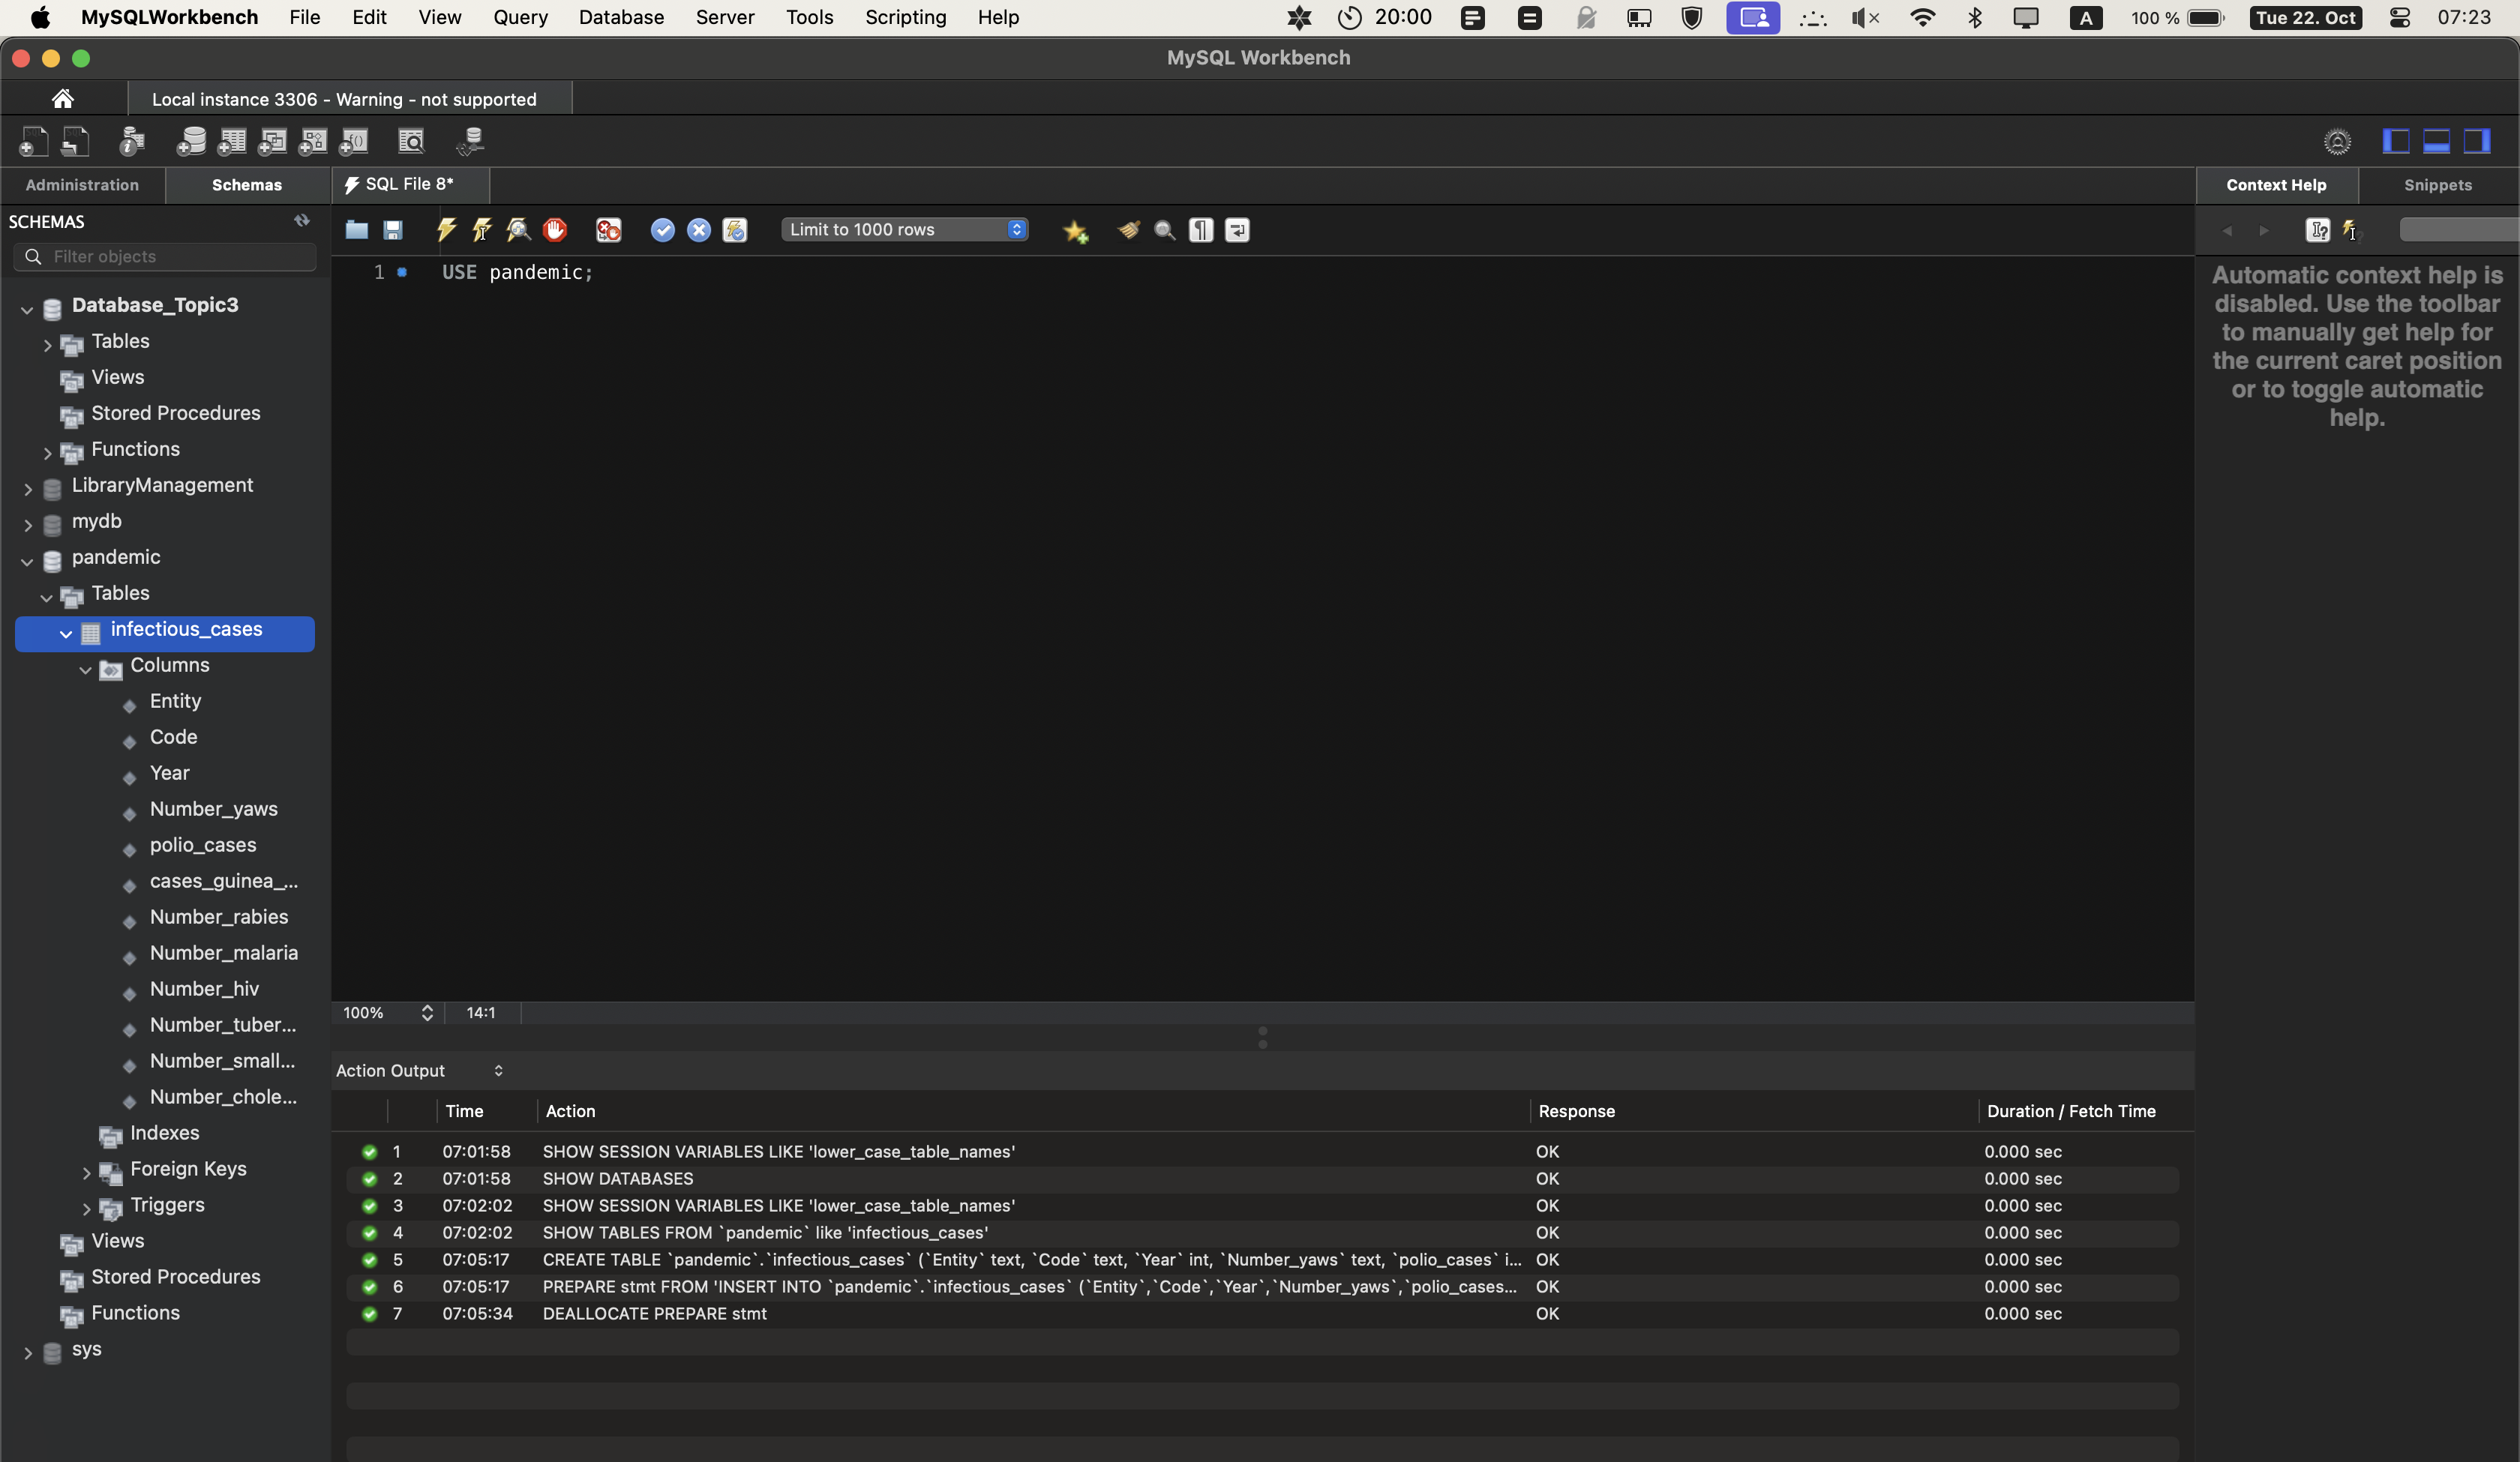 MySQLWorkbench File Edit View Query Database Server Tools Scripting Help 20:00 A 100 % Tue 22. Oct 07:23
MySQL Workbench
Local instance 3306 - Warning - not supported
Administration Schemas SQL File 8* Context Help Snippets
SCHEMAS
Limit to 1000 rows
Filter objects
1 USE pandemic;
Automatic context help is
disabled. Use the toolbar
to manually get help for
the current caret position
or to toggle automatic
help.
Database_Topic3
Tables
Views
Stored Procedures
Functions
LibraryManagement
mydb
pandemic
Tables
infectious_cases
Columns
Entity
Code
Year
Number_yaws
polio_cases
cases_guinea_...
Number_rabies
Number_malaria
Number_hiv
Number_tuber...
Number_small...
Number_chole...
Indexes
Foreign Keys
Triggers
Views
Stored Procedures
Functions
sys
100% 14:1
Action Output
Time Action Response Duration / Fetch Time
1 07:01:58 SHOW SESSION VARIABLES LIKE 'lower_case_table_names' OK 0.000 sec
2 07:01:58 SHOW DATABASES OK 0.000 sec
3 07:02:02 SHOW SESSION VARIABLES LIKE 'lower_case_table_names' OK 0.000 sec
4 07:02:02 SHOW TABLES FROM `pandemic` like 'infectious_cases' OK 0.000 sec
5 07:05:17 CREATE TABLE `pandemic`.`infectious_cases` (`Entity` text, `Code` text, `Year` int, `Number_yaws` text, `polio_cases` i... OK 0.000 sec
6 07:05:17 PREPARE stmt FROM 'INSERT INTO `pandemic`.`infectious_cases` (`Entity`,`Code`,`Year`,`Number_yaws`,`polio_cases... OK 0.000 sec
7 07:05:34 DEALLOCATE PREPARE stmt OK 0.000 sec